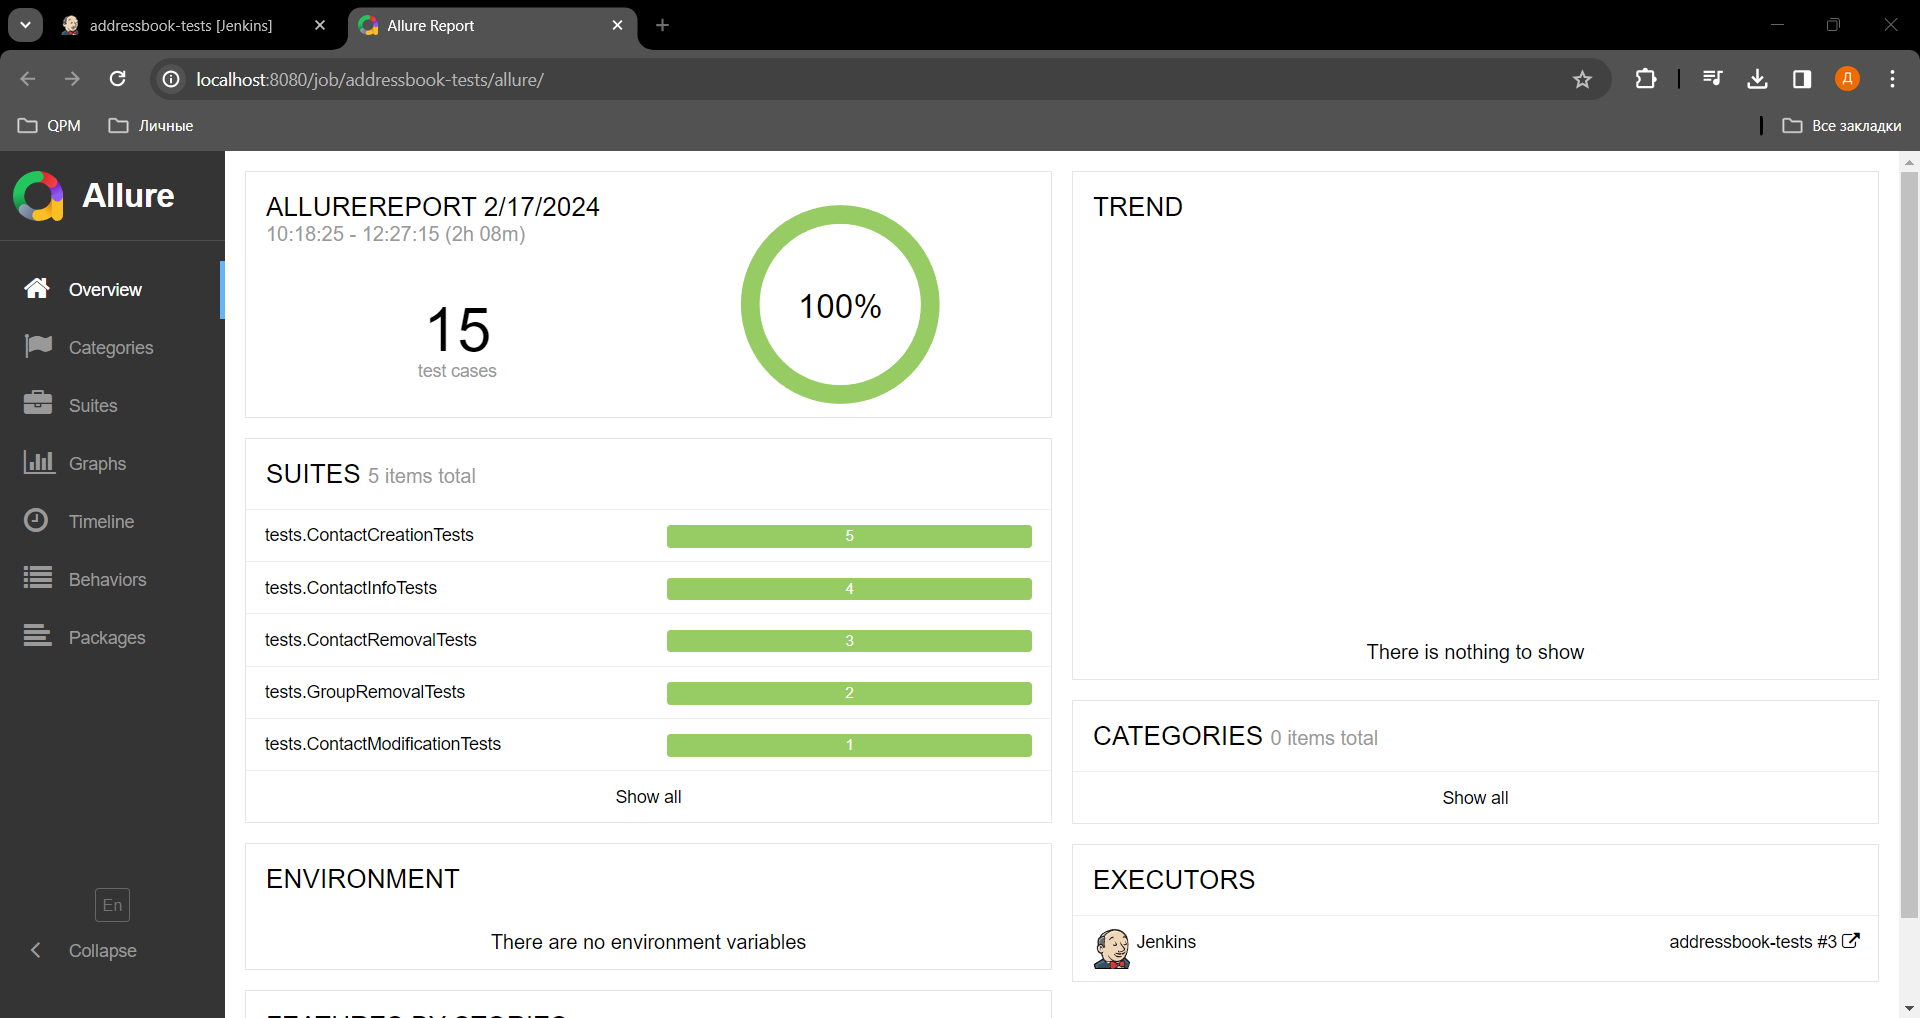 addressbook-tests [Jenkins]
Allure Report
localhost:8080/job/addressbook-tests/allure/
Д
QPM
Личные
Все закладки
Allure
Overview
Categories
Suites
Graphs
Timeline
Behaviors
Packages
En
Collapse
ALLUREREPORT 2/17/2024
10:18:25 - 12:27:15 (2h 08m)
15
test cases
100%
SUITES 5 items total
tests.ContactCreationTests 5
tests.ContactInfoTests 4
tests.ContactRemovalTests 3
tests.GroupRemovalTests 2
tests.ContactModificationTests 1
Show all
ENVIRONMENT
There are no environment variables
FEATURES BY STORIES
TREND
There is nothing to show
CATEGORIES 0 items total
Show all
EXECUTORS
Jenkins addressbook-tests #3